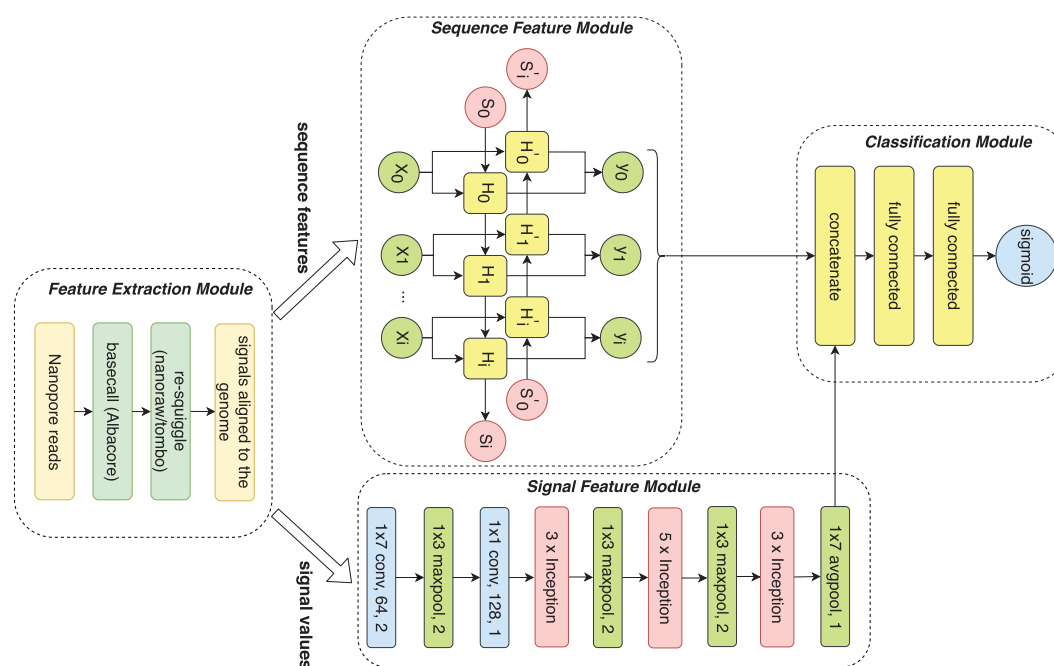 Sequence Feature Module
S'i
S0
H'0
X0
H0
y0
H'1
X1
H1
y1
...
H'i
Xi
Hi
yi
S'0
Si
sequence features
Feature Extraction Module
Nanopore reads
basecall (Albacore)
re-squiggle
(nanoraw/tombo)
signals aligned to the
genome
signal values
Signal Feature Module
1x7 conv, 64, 2
1x3 maxpool, 2
1x1 conv, 128, 1
3 x Inception
1x3 maxpool, 2
5 x Inception
1x3 maxpool, 2
3 x Inception
1x7 avgpool, 1
Classification Module
concatenate
fully connected
fully connected
sigmoid